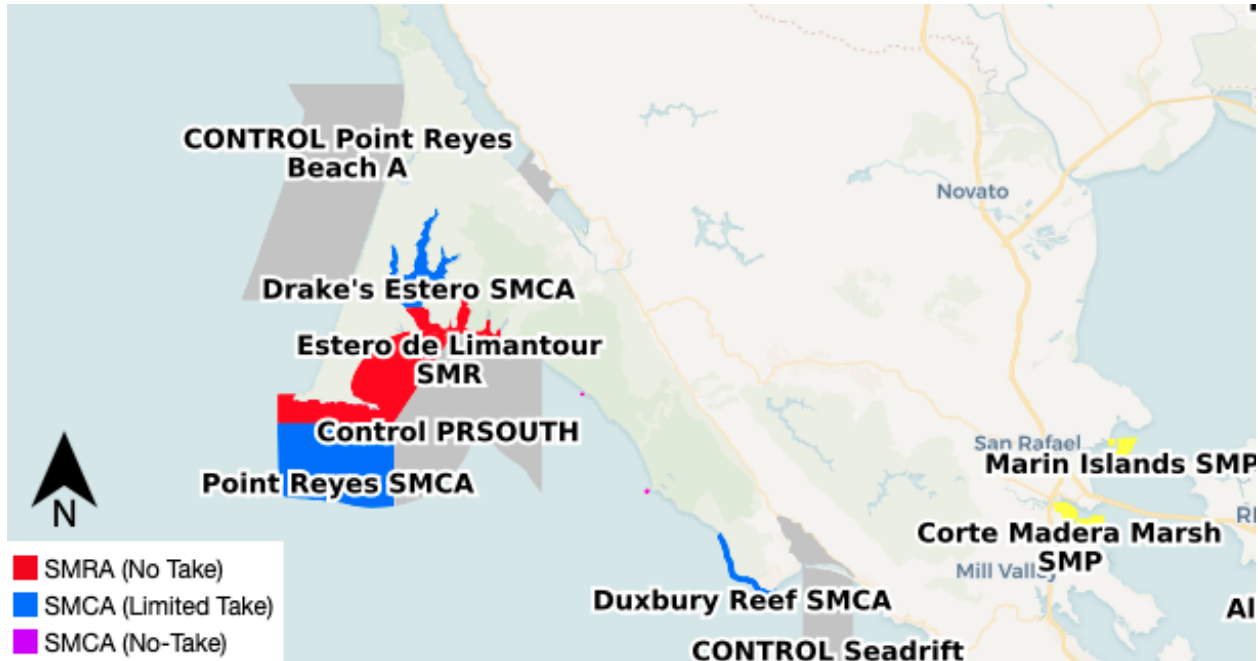 CONTROL Point Reyes
Beach A
Novato
Drake's Estero SMCA
Estero de Limantour
SMR
Control PRSOUTH
San Rafael
Marin Islands SMP
Point Reyes SMCA
N
Corte Madera Marsh
SMP
Mill Valley
Duxbury Reef SMCA
CONTROL Seadrift
SMRA (No Take)
SMCA (Limited Take)
SMCA (No-Take)